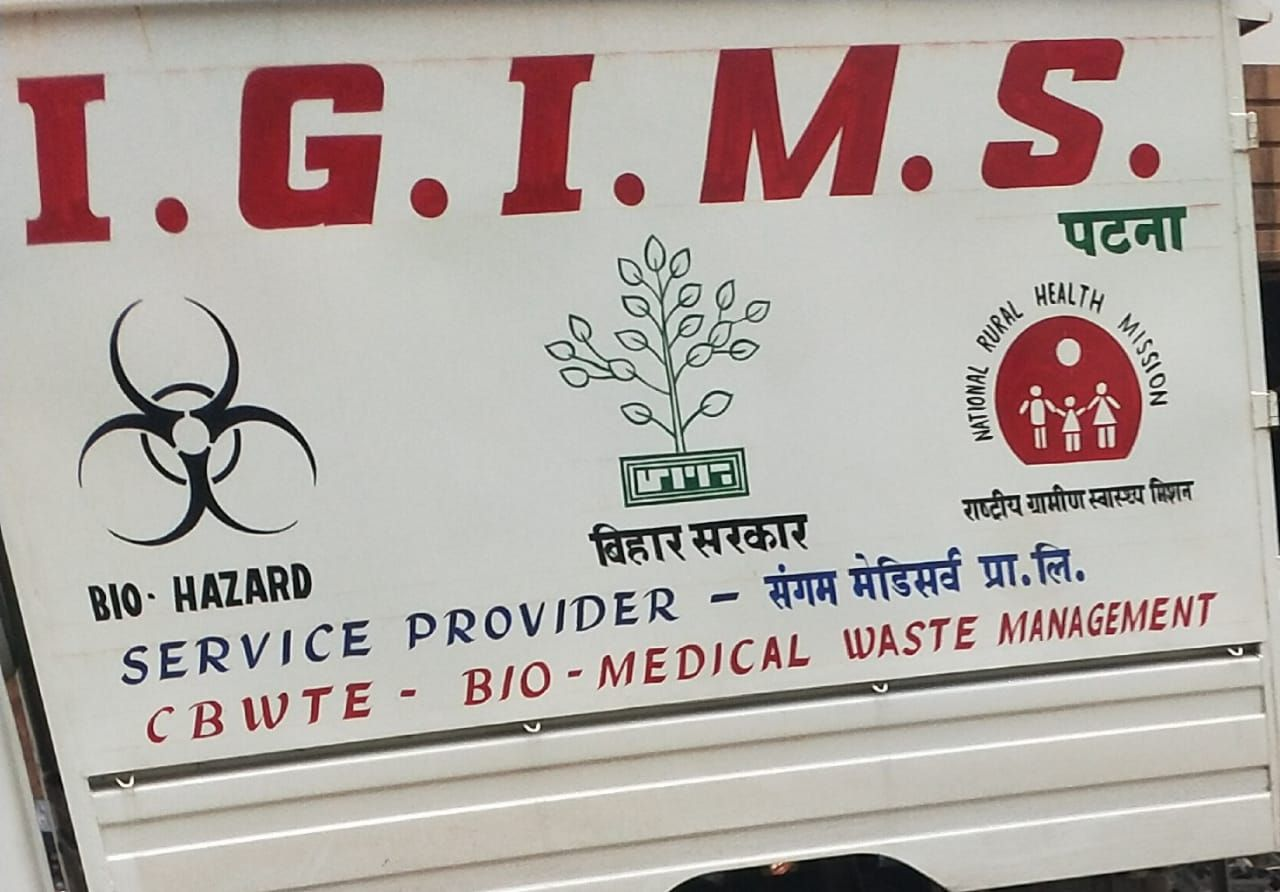 I.G.I.M.S.
पटना
NATIONAL RURAL HEALTH MISSION
राष्ट्रीय ग्रामीण स्वास्थ्य मिशन
बिहार सरकार
BIO- HAZARD
SERVICE PROVIDER - संगम मेडिसर्व प्रा.लि.
CBWTE - BIO-MEDICAL WASTE MANAGEMENT